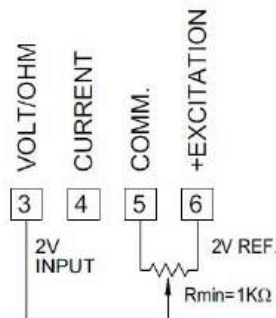 VOLT/OHM
CURRENT
COMM.
+EXCITATION
3
4
5
6
2V
INPUT
2V REF.
Rmin=1KΩ